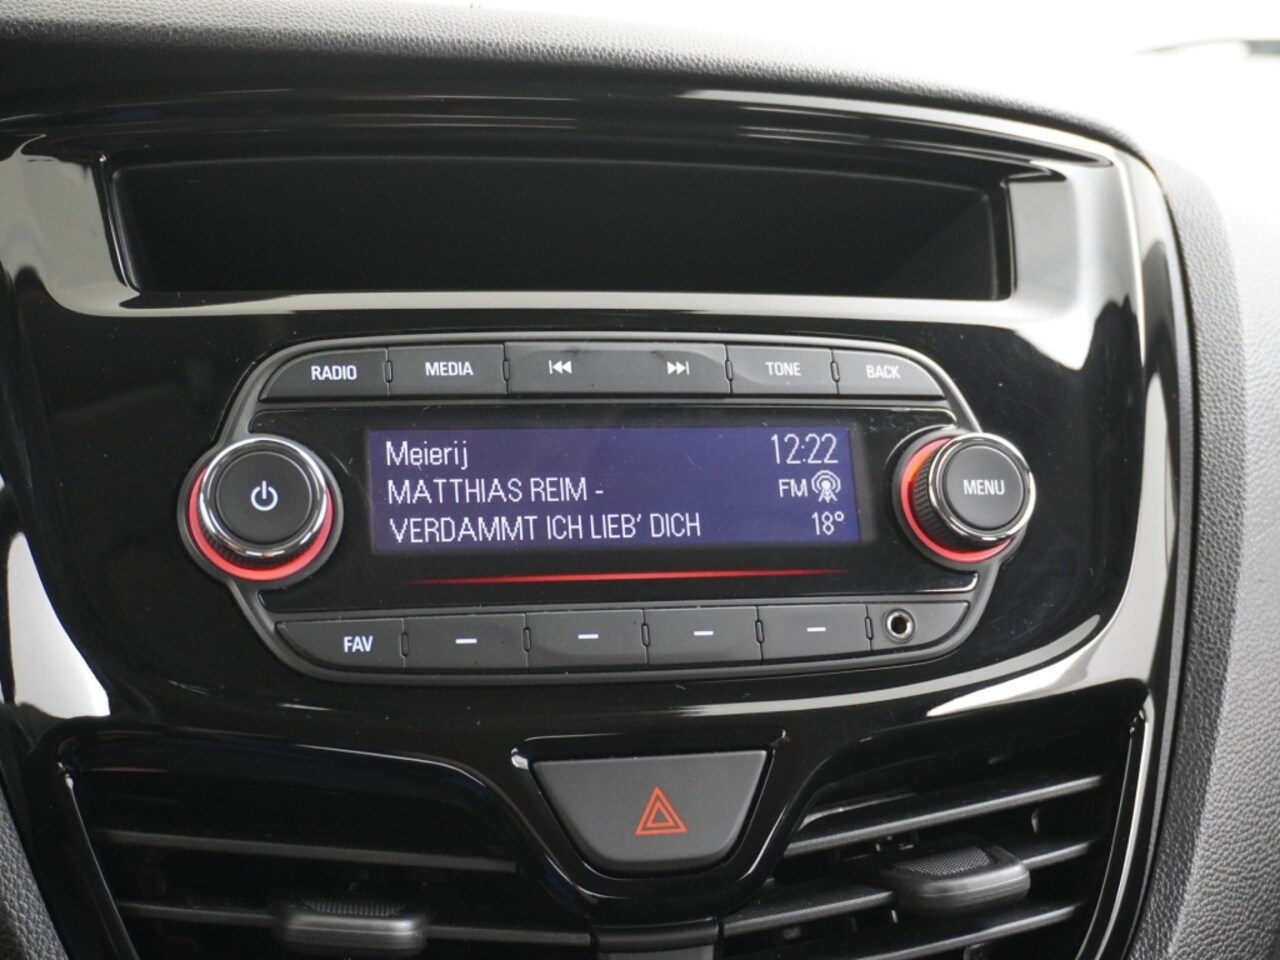 RADIO MEDIA TONE BACK
Meierij 12:22
MATTHIAS REIM - FM
VERDAMMT ICH LIEB' DICH 18°
MENU
FAV